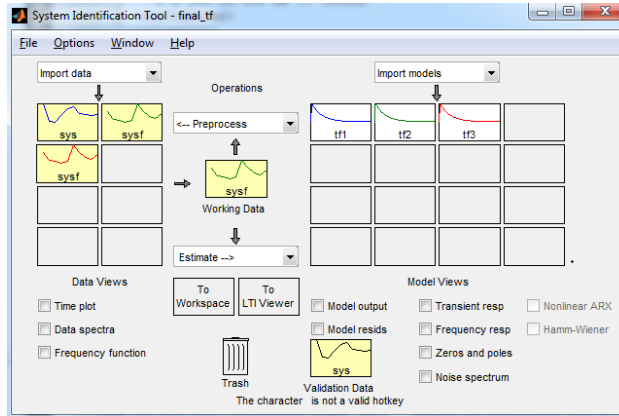 System Identification Tool - final_tf
File Options Window Help
Import data
Import models
Operations
sys
sysf
sysf
<-- Preprocess
sysf
Working Data
Estimate -->
tf1
tf2
tf3
Data Views
Time plot
Data spectra
Frequency function
To Workspace
To LTI Viewer
Model Views
Model output
Model resids
Transient resp
Frequency resp
Zeros and poles
Noise spectrum
Nonlinear ARX
Hamm-Wiener
Trash
sys
Validation Data
The character   is not a valid hotkey